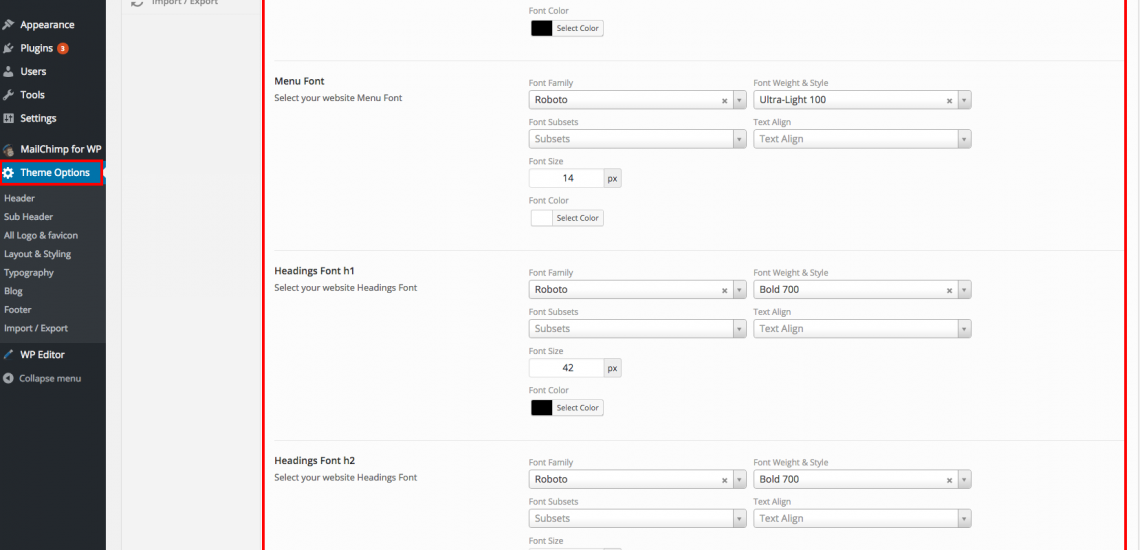 Import / Export
Appearance
Plugins 3
Users
Tools
Settings
MailChimp for WP
Theme Options
Header
Sub Header
All Logo & favicon
Layout & Styling
Typography
Blog
Footer
Import / Export
WP Editor
Collapse menu
Font Color
Select Color
Menu Font
Select your website Menu Font
Font Family
Font Weight & Style
Roboto
Ultra-Light 100
Font Subsets
Text Align
Subsets
Text Align
Font Size
14 px
Font Color
Select Color
Headings Font h1
Select your website Headings Font
Font Family
Font Weight & Style
Roboto
Bold 700
Font Subsets
Text Align
Subsets
Text Align
Font Size
42 px
Font Color
Select Color
Headings Font h2
Select your website Headings Font
Font Family
Font Weight & Style
Roboto
Bold 700
Font Subsets
Text Align
Subsets
Text Align
Font Size